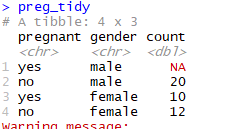 > preg_tidy
# A tibble: 4 x 3
  pregnant gender count
  <chr>    <chr>  <dbl>
1 yes      male      NA
2 no       male      20
3 yes      female    10
4 no       female    12
Warning message: